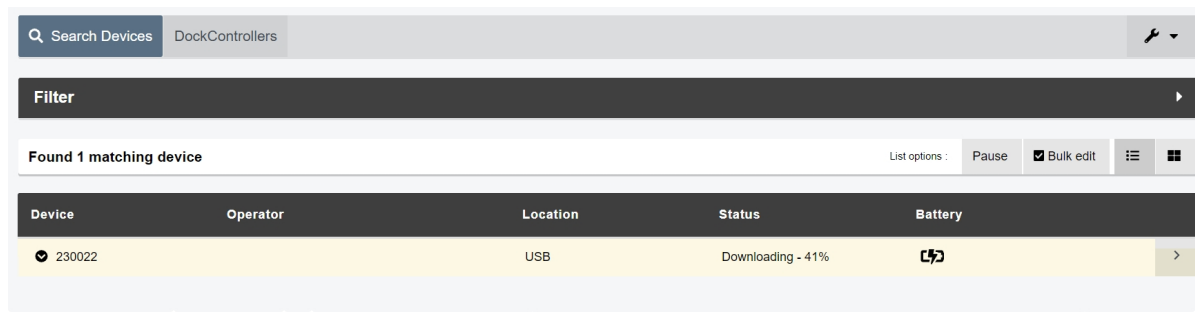 Search Devices DockControllers
Filter
Found 1 matching device List options : Pause Bulk edit
Device Operator Location Status Battery
230022 USB Downloading - 41%